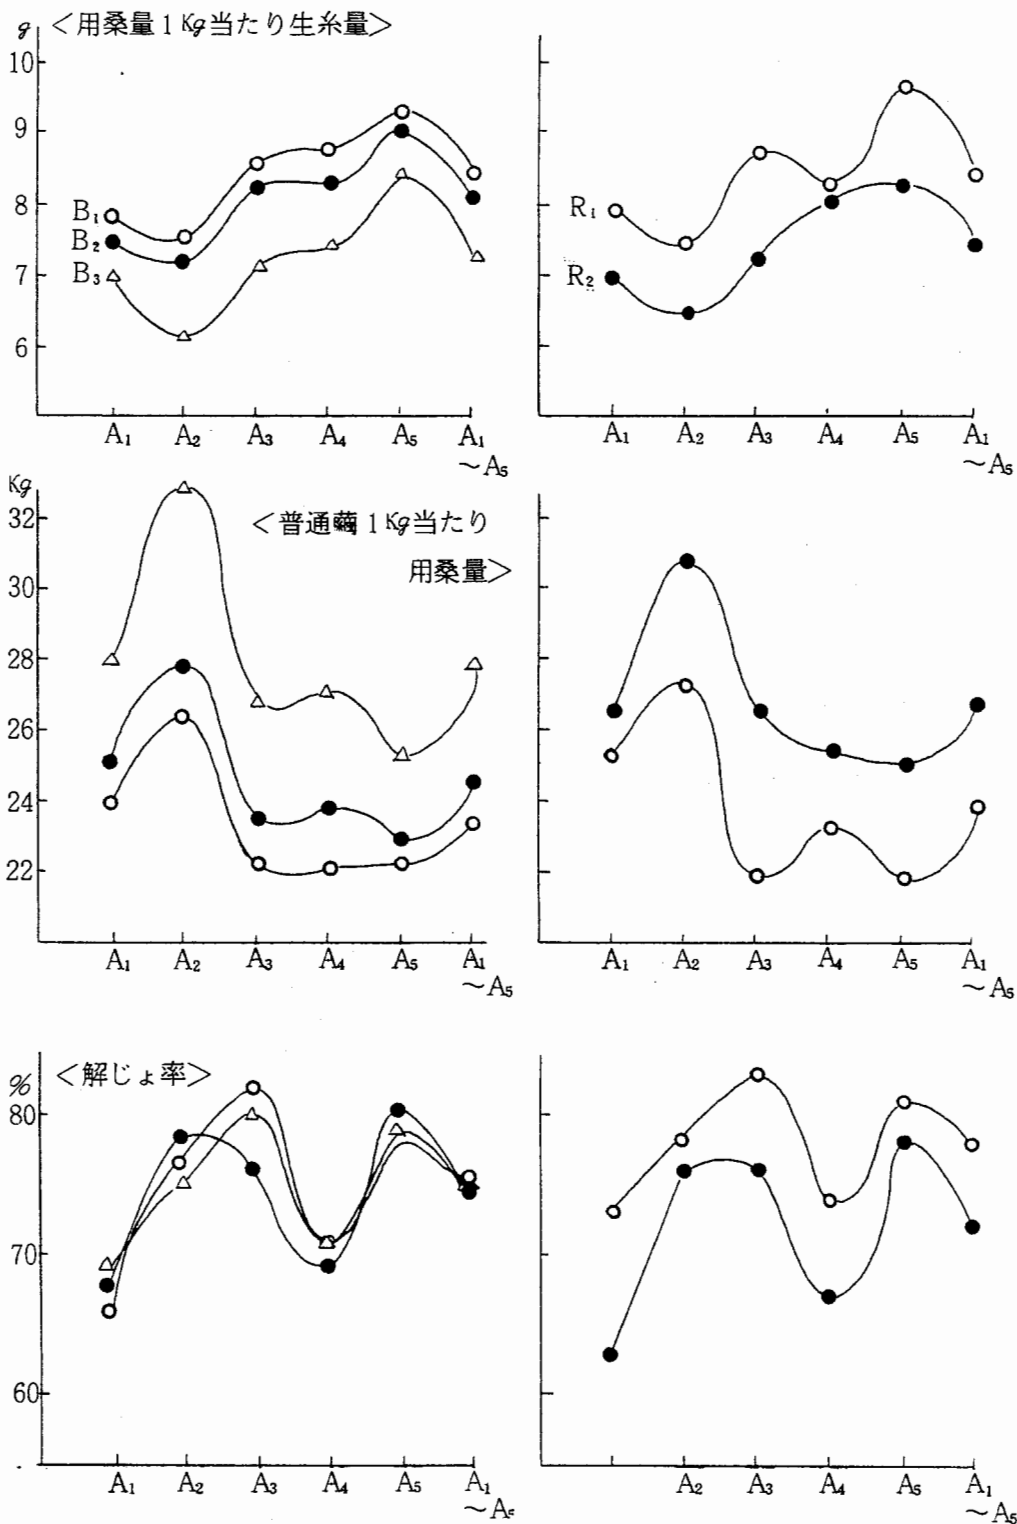 g ＜用桑量1Kg当たり生糸量＞
10
9
8
7
6
B₁
B₂
B₃
A₁ A₂ A₃ A₄ A₅ A₁
～A₅
R₁
R₂
A₁ A₂ A₃ A₄ A₅ A₁
～A₅
Kg
＜普通繭1Kg当たり
用桑量＞
32
30
28
26
24
22
A₁ A₂ A₃ A₄ A₅ A₁
～A₅
A₁ A₂ A₃ A₄ A₅ A₁
～A₅
% ＜解じょ率＞
80
70
60
A₁ A₂ A₃ A₄ A₅ A₁
～A₅
A₂ A₃ A₄ A₅ A₁
～A₅